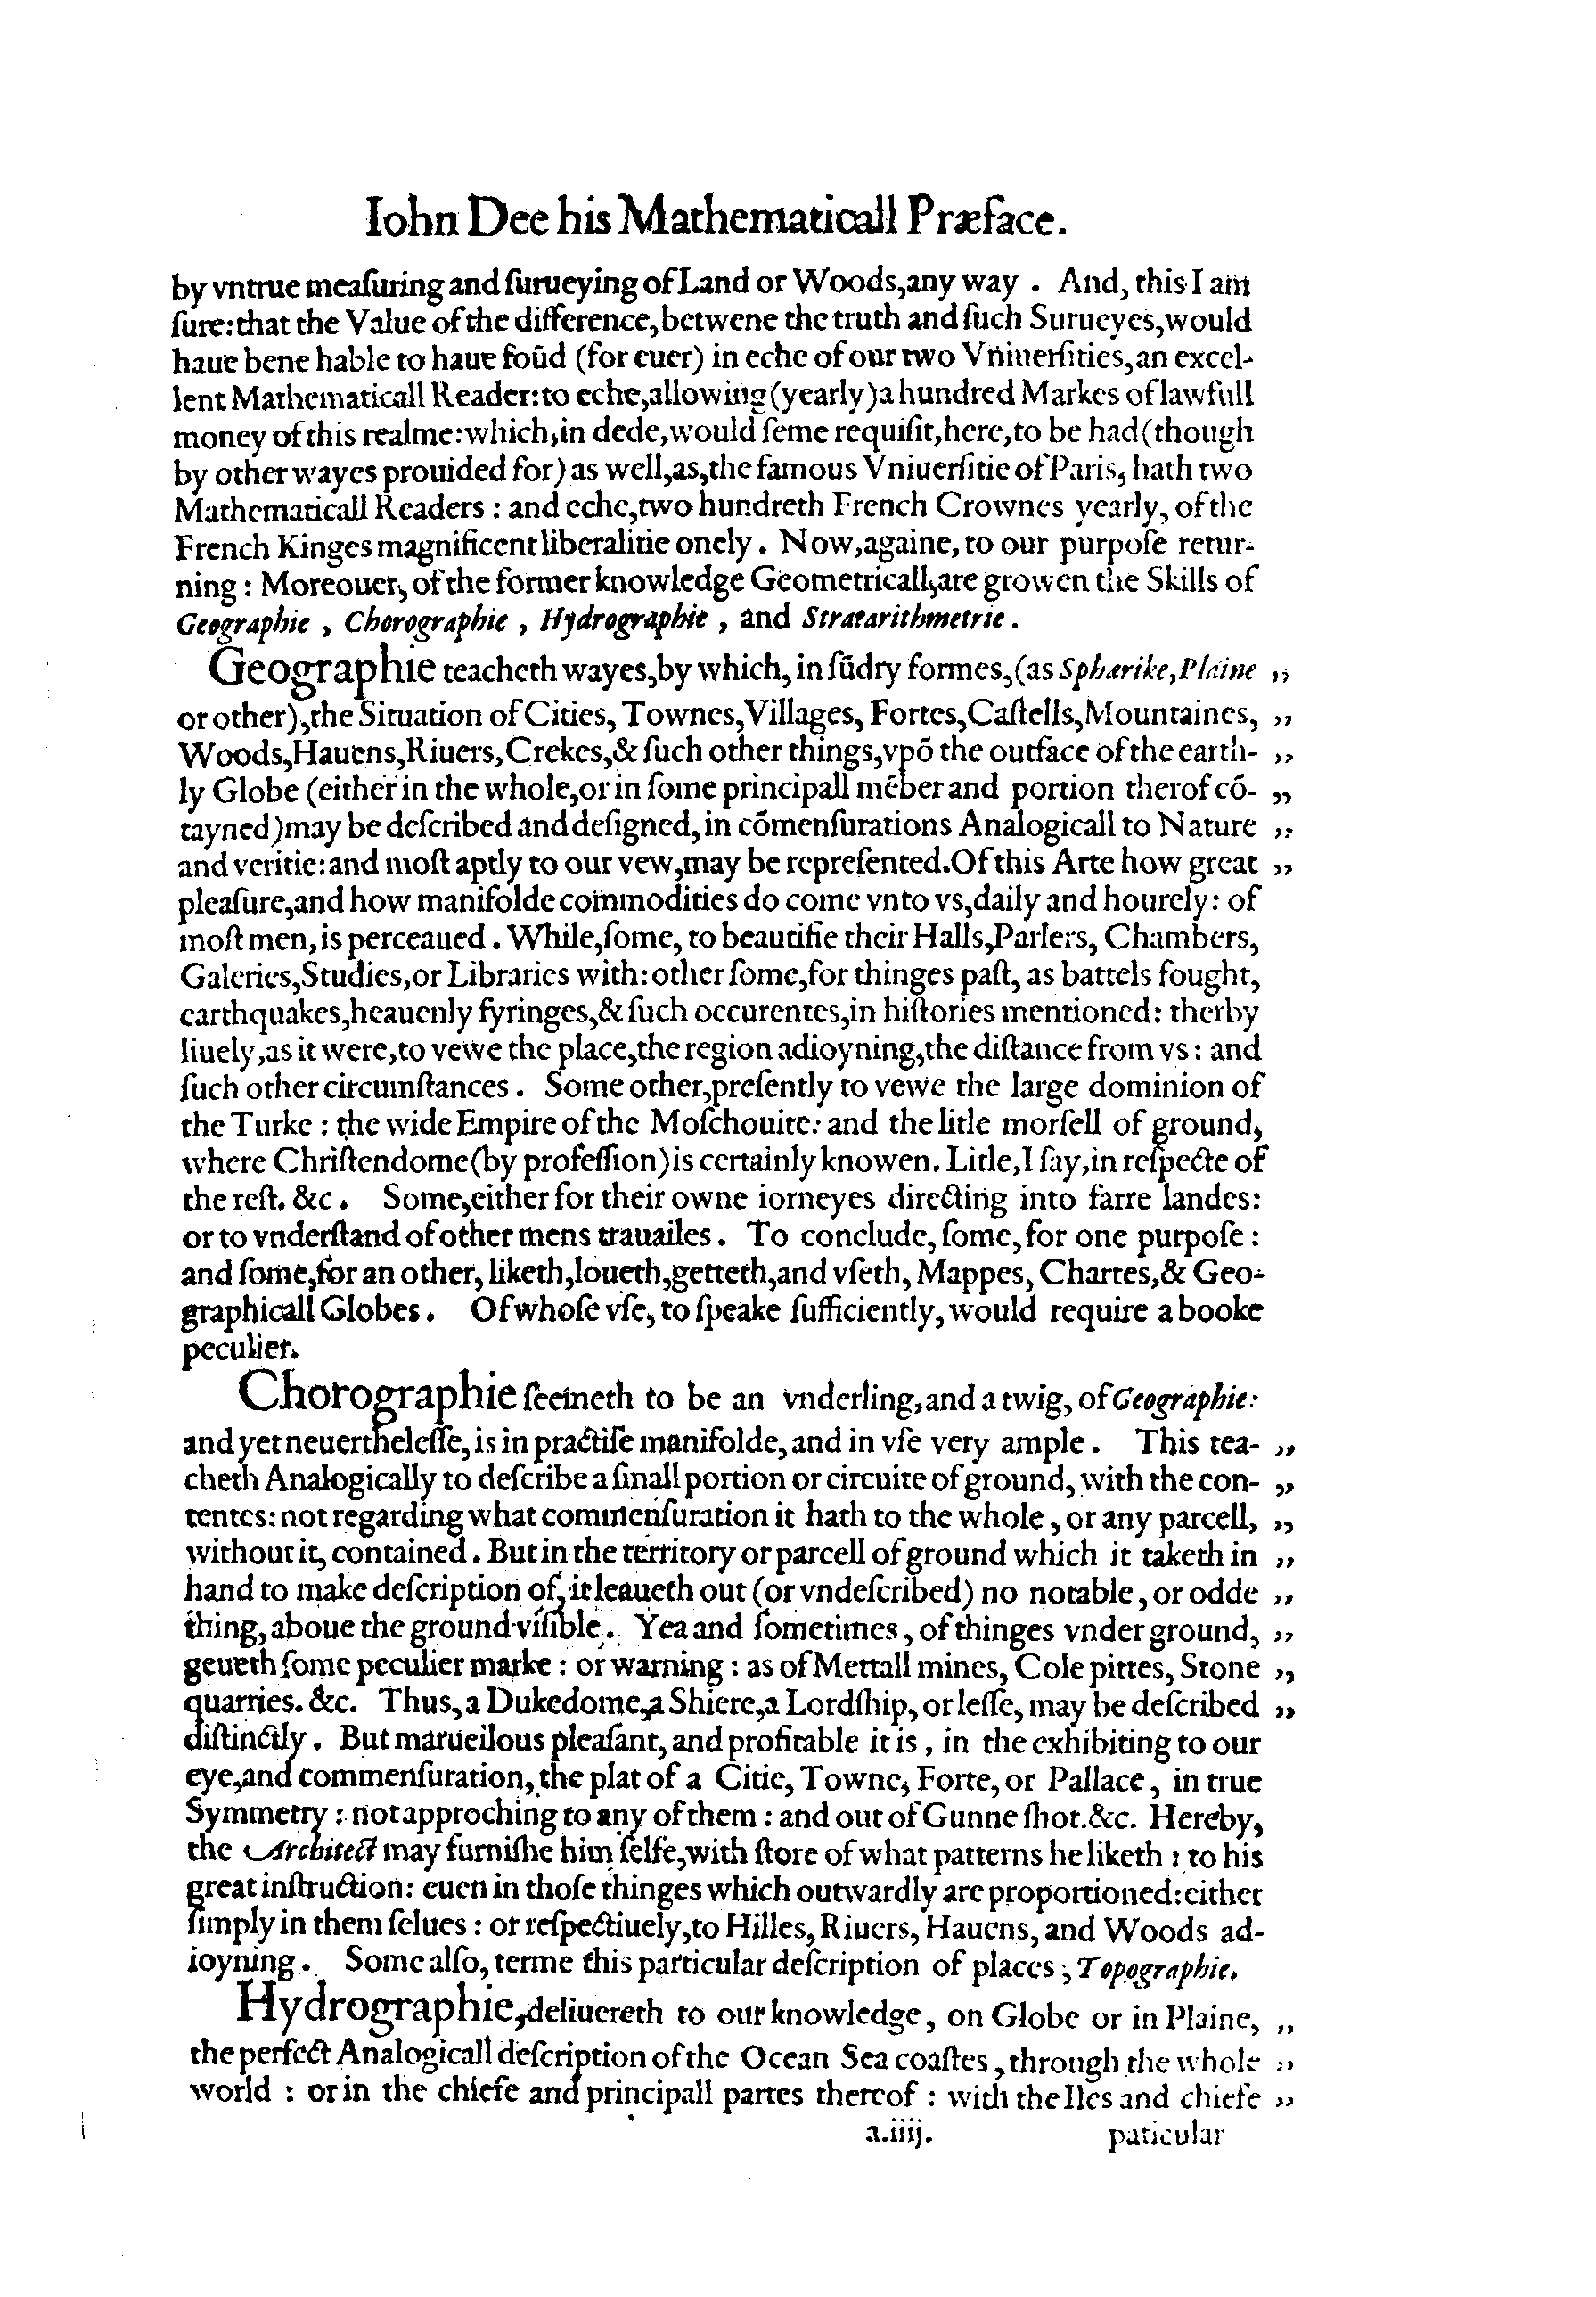 Iohn Dee his Mathematicall Præface.
by vntrue meaſuring and ſurueying of Land or Woods,any way . And, this I am
ſure:that the Value of the difference,betwene the truth and ſuch Surueyes,would
haue bene hable to haue foūd (for euer) in eche of our two Vniuerſities,an excel-
lent Mathematicall Reader:to eche,allowing(yearly)a hundred Markes of lawfull
money of this realme:which,in dede,would ſeme requiſit,here,to be had(though
by other wayes prouided for) as well,as,the famous Vniuerſitie of Paris, hath two
Mathematicall Readers : and eche,two hundreth French Crownes yearly, of the
French Kinges magnificent liberalitie onely . Now,againe, to our purpoſe retur-
ning : Moreouer, of the former knowledge Geometricall,are growen the Skills of
Geographie , Chorographie , Hydrographie , and Stratarithmetrie .
Geographie teacheth wayes,by which, in ſūdry formes,(as Sphærike,Plaine „
or other),the Situation of Cities, Townes,Villages, Fortes,Caſtells,Mountaines, „
Woods,Hauens,Riuers,Crekes,& ſuch other things,vpō the outface of the earth- „
ly Globe (either in the whole,or in ſome principall mēber and portion therof cō- „
tayned)may be deſcribed and deſigned,in cōmenſurations Analogicall to Nature „
and veritie:and moſt aptly to our vew,may be repreſented.Of this Arte how great „
pleaſure,and how manifolde commodities do come vnto vs,daily and hourely: of
moſt men,is perceaued . While,ſome, to beautifie their Halls,Parlers, Chambers,
Galeries,Studies,or Libraries with:other ſome,for thinges paſt, as battels fought,
earthquakes,heauenly fyringes,& ſuch occurentes,in hiſtories mentioned: therby
liuely,as it were,to vewe the place,the region adioyning,the diſtance from vs : and
ſuch other circumſtances . Some other,preſently to vewe the large dominion of
the Turke : the wide Empire of the Moſchouite: and the litle morſell of ground,
where Chriſtendome(by profeſſion)is certainly knowen. Litle,I ſay,in reſpecte of
the reſt. &c . Some,either for their owne iorneyes directing into farre landes:
or to vnderſtand of other mens trauailes . To conclude, ſome, for one purpoſe :
and ſome,for an other, liketh,loueth,getteth,and vſeth, Mappes, Chartes,& Geo-
graphicall Globes . Of whoſe vſe, to ſpeake ſufficiently, would require a booke
peculier.
Chorographie ſeemeth to be an vnderling,and a twig, of Geographie:
and yet neuertheleſſe, is in practiſe manifolde, and in vſe very ample . This tea- „
cheth Analogically to deſcribe a ſmall portion or circuite of ground, with the con- „
tentes:not regarding what commenſuration it hath to the whole , or any parcell, „
without it, contained . But in the territory or parcell of ground which it taketh in „
hand to make deſcription of, it leaueth out (or vndeſcribed) no notable , or odde „
thing, aboue the ground viſible . Yea and ſometimes , of thinges vnder ground, „
geueth ſome peculier marke : or warning : as of Mettall mines, Cole pittes, Stone „
quarries. &c. Thus, a Dukedome,a Shiere,a Lordſhip, or leſſe, may be deſcribed „
diſtinctly . But marueilous pleaſant, and profitable it is , in the exhibiting to our
eye,and commenſuration, the plat of a Citie, Towne, Forte, or Pallace , in true
Symmetry : not approching to any of them : and out of Gunne ſhot.&c. Hereby,
the Architect may furniſhe him ſelfe,with ſtore of what patterns he liketh : to his
great inſtruction: euen in thoſe thinges which outwardly are proportioned:either
ſimply in them ſelues : or reſpectiuely,to Hilles, Riuers, Hauens, and Woods ad-
ioyning . Some alſo, terme this particular deſcription of places , Topographie.
Hydrographie,deliuereth to our knowledge , on Globe or in Plaine, „
the perfect Analogicall deſcription of the Ocean Sea coaſtes , through the whole „
world : or in the chiefe and principall partes thereof : with the Iles and chiefe „
a.iiij. paticular